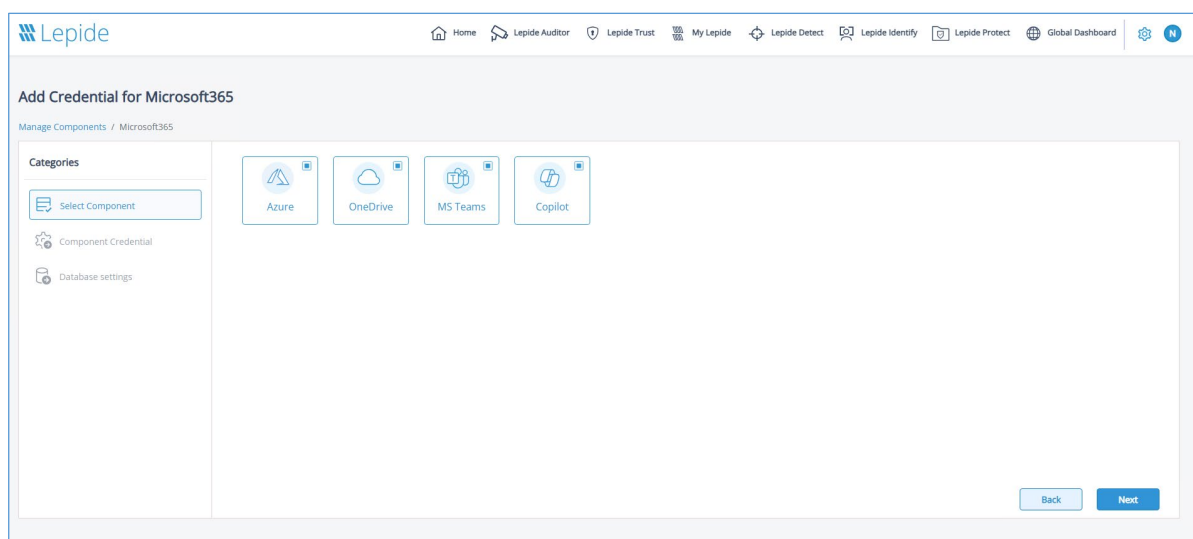 Lepide
Home Lepide Auditor Lepide Trust My Lepide Lepide Detect Lepide Identify Lepide Protect Global Dashboard N
Add Credential for Microsoft365
Manage Components / Microsoft365
Categories
Select Component
Component Credential
Database settings
Azure OneDrive MS Teams Copilot
Back Next